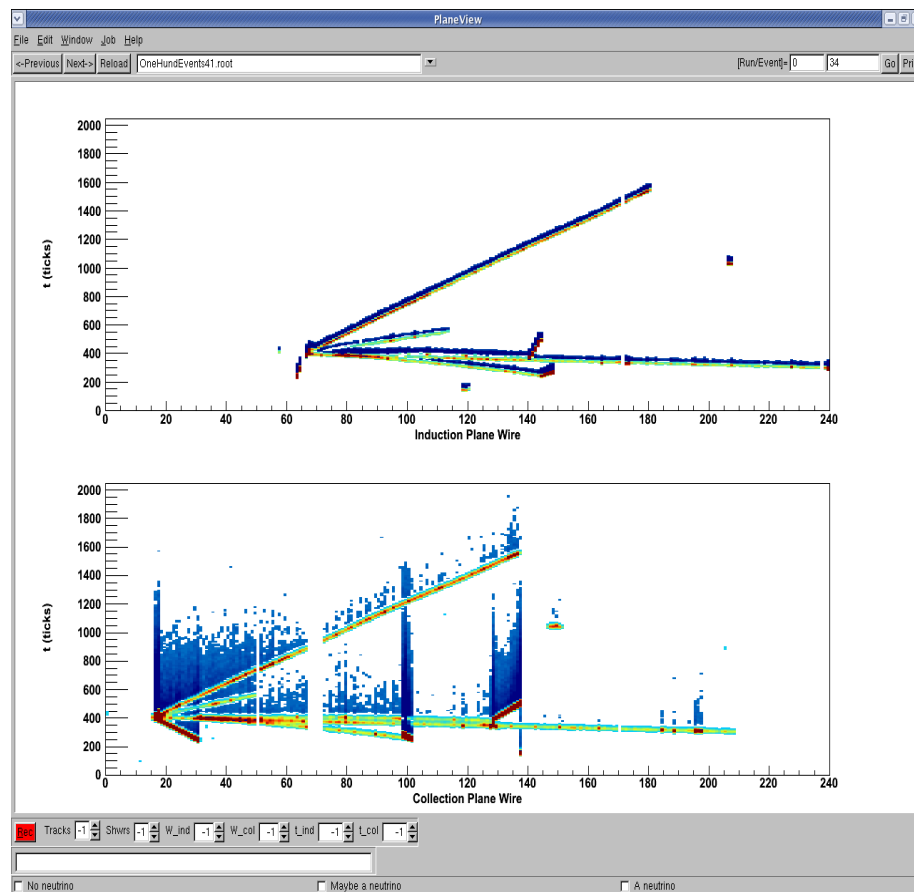 PlaneView
File Edit Window Job Help
<-Previous Next-> Reload OneHundEvents41.root [Run/Event]= 0 34 Go Pri
2000
1800
1600
1400
1200
1000
800
600
400
200
0
t (ticks)
0 20 40 60 80 100 120 140 160 180 200 220 240
Induction Plane Wire
2000
1800
1600
1400
1200
1000
800
600
400
200
0
t (ticks)
0 20 40 60 80 100 120 140 160 180 200 220 240
Collection Plane Wire
Rec Tracks -1 Shwrs -1 W_ind -1 W_col -1 t_ind -1 t_col -1
No neutrino Maybe a neutrino A neutrino